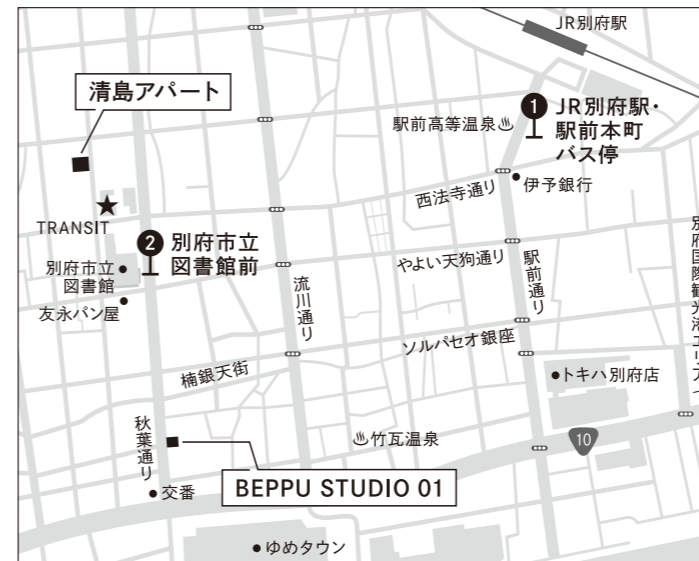 JR別府駅
清島アパート
1
JR別府駅・
駅前本町
バス停
駅前高等温泉
西法寺通り
伊予銀行
TRANSIT
2
別府市立
図書館前
別府市立
図書館
友永パン屋
流川通り
やよい天狗通り
駅前通り
別府国際観光港エリアへ
ソルパセオ銀座
楠銀天街
トキハ別府店
秋葉通り
竹瓦温泉
10
BEPPU STUDIO 01
交番
ゆめタウン